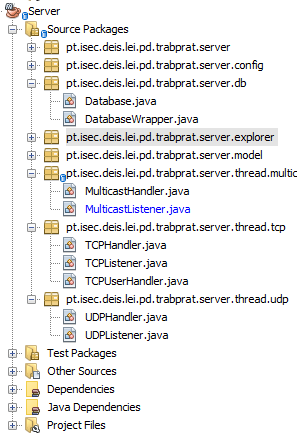 Server
Source Packages
pt.isec.deis.lei.pd.trabprat.server
pt.isec.deis.lei.pd.trabprat.server.config
pt.isec.deis.lei.pd.trabprat.server.db
Database.java
DatabaseWrapper.java
pt.isec.deis.lei.pd.trabprat.server.explorer
pt.isec.deis.lei.pd.trabprat.server.model
pt.isec.deis.lei.pd.trabprat.server.thread.multic
MulticastHandler.java
MulticastListener.java
pt.isec.deis.lei.pd.trabprat.server.thread.tcp
TCPHandler.java
TCPListener.java
TCPUserHandler.java
pt.isec.deis.lei.pd.trabprat.server.thread.udp
UDPHandler.java
UDPListener.java
Test Packages
Other Sources
Dependencies
Java Dependencies
Project Files